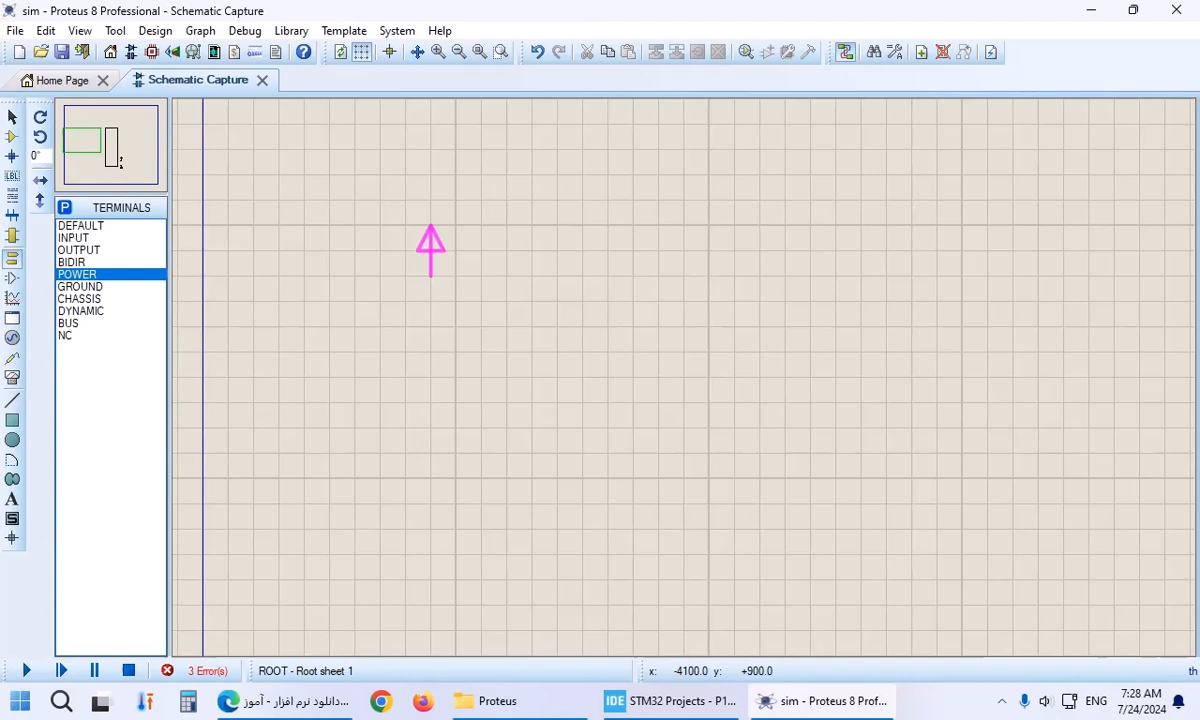 sim - Proteus 8 Professional - Schematic Capture
File Edit View Tool Design Graph Debug Library Template System Help
Home Page
Schematic Capture
0°
LBL
P TERMINALS
DEFAULT
INPUT
OUTPUT
BIDIR
POWER
GROUND
CHASSIS
DYNAMIC
BUS
NC
A
S
3 Error(s)
ROOT - Root sheet 1
x: -4100.0 y: +900.0
th
دانلود نرم افزار - آموز...
Proteus
IDE STM32 Projects - P1...
sim - Proteus 8 Prof...
ENG
7:28 AM
7/24/2024